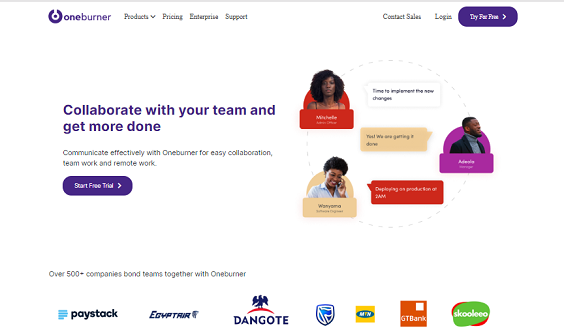 oneburner
Products Pricing Enterprise Support
Contact Sales Login Try For Free
Collaborate with your team and
get more done
Communicate effectively with Oneburner for easy collaboration,
team work and remote work.
Start Free Trial
Time to implement the new
changes
Mitchelle
Yes! We are getting it
done
Adeola
Manager
Deploying on production at
2AM
Wanyama
Software Engineer
Over 500+ companies bond teams together with Oneburner
paystack
EGYPTAIR
DANGOTE
MTN
GTBank
skooleeo